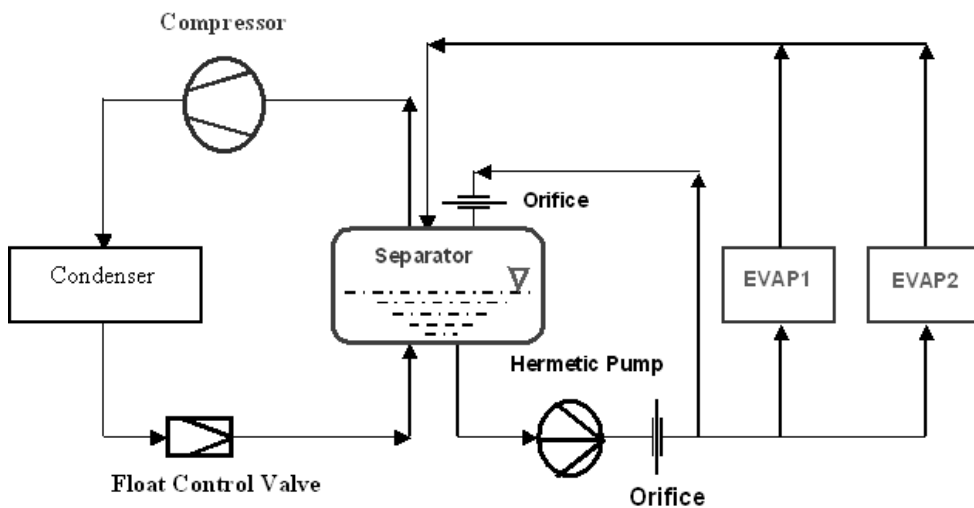 Compressor
Orifice
Separator
Condenser
EVAP1
EVAP2
Hermetic Pump
Float Control Valve
Orifice